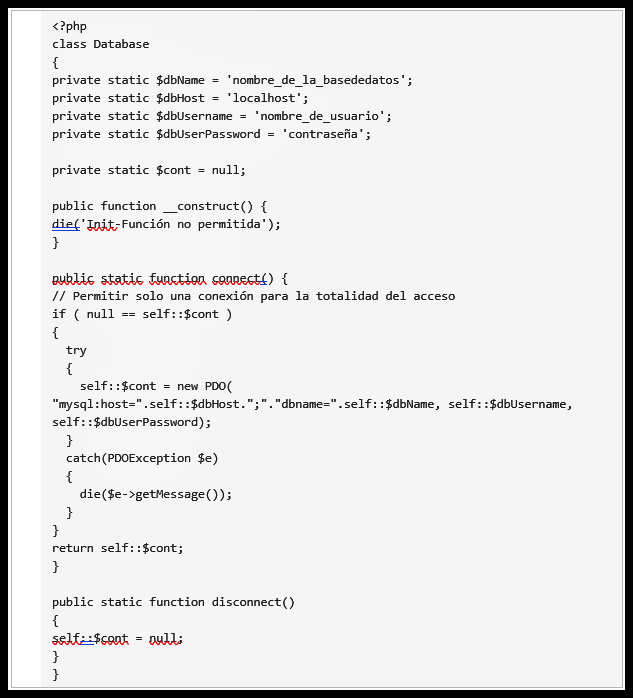 <?php
class Database
{
private static $dbName = 'nombre_de_la_basededatos';
private static $dbHost = 'localhost';
private static $dbUsername = 'nombre_de_usuario';
private static $dbUserPassword = 'contraseña';
private static $cont = null;
public function __construct() {
die('Init-Función no permitida');
}
public static function connect() {
// Permitir solo una conexión para la totalidad del acceso
if ( null == self::$cont )
{
try
{
self::$cont = new PDO(
"mysql:host=".self::$dbHost.";"."dbname=".self::$dbName, self::$dbUsername,
self::$dbUserPassword);
}
catch(PDOException $e)
{
die($e->getMessage());
}
}
return self::$cont;
}
public static function disconnect()
{
self::$cont = null;
}
}